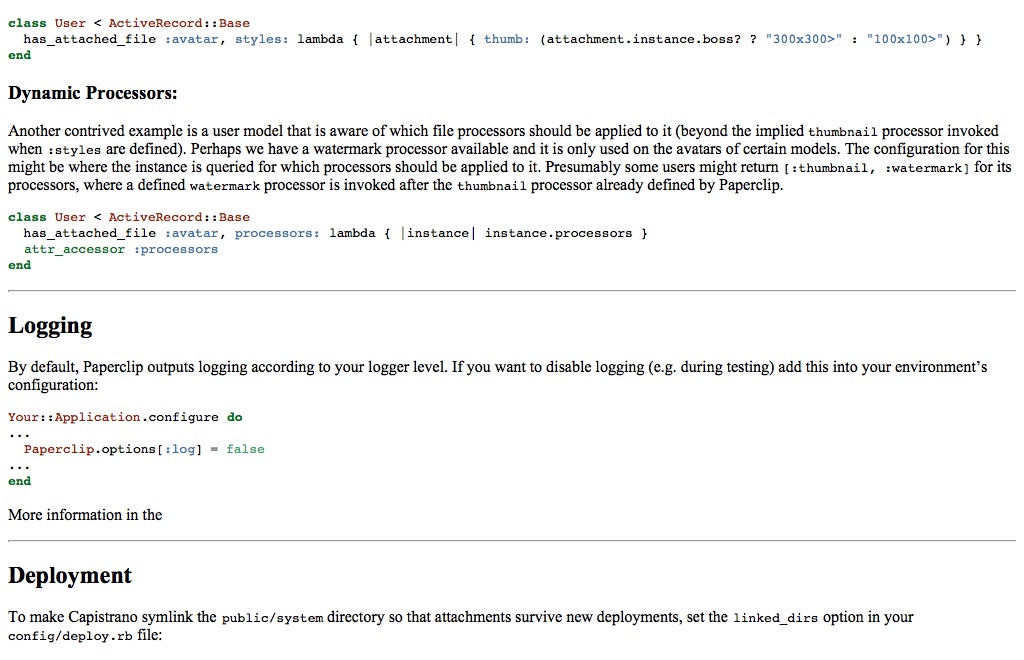 class User < ActiveRecord::Base
  has_attached_file :avatar, styles: lambda { |attachment| { thumb: (attachment.instance.boss? ? "300x300>" : "100x100>") } }
end
Dynamic Processors:
Another contrived example is a user model that is aware of which file processors should be applied to it (beyond the implied thumbnail processor invoked
when :styles are defined). Perhaps we have a watermark processor available and it is only used on the avatars of certain models. The configuration for this
might be where the instance is queried for which processors should be applied to it. Presumably some users might return [:thumbnail, :watermark] for its
processors, where a defined watermark processor is invoked after the thumbnail processor already defined by Paperclip.
class User < ActiveRecord::Base
  has_attached_file :avatar, processors: lambda { |instance| instance.processors }
  attr_accessor :processors
end
Logging
By default, Paperclip outputs logging according to your logger level. If you want to disable logging (e.g. during testing) add this into your environment’s
configuration:
Your::Application.configure do
...
  Paperclip.options[:log] = false
...
end
More information in the
Deployment
To make Capistrano symlink the public/system directory so that attachments survive new deployments, set the linked_dirs option in your
config/deploy.rb file: